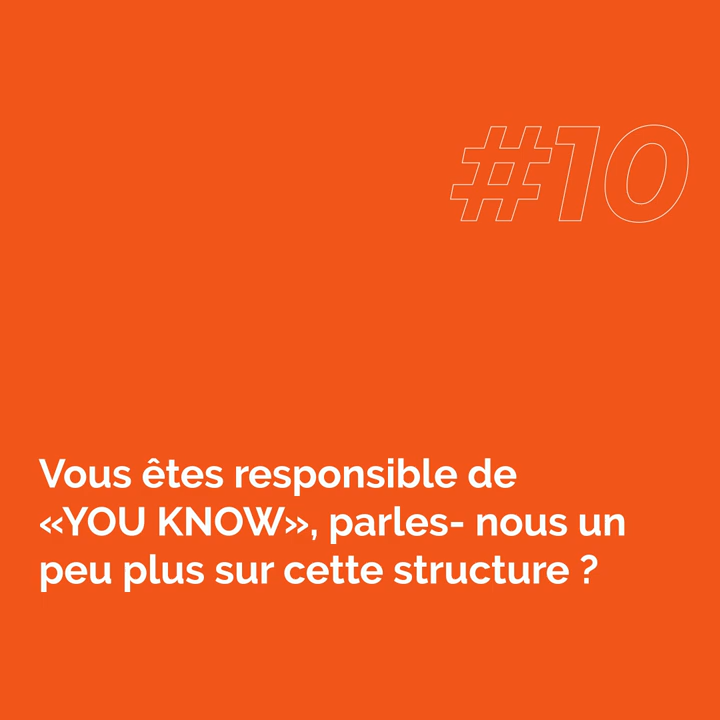 #10
Vous êtes responsible de
«YOU KNOW», parles- nous un
peu plus sur cette structure ?